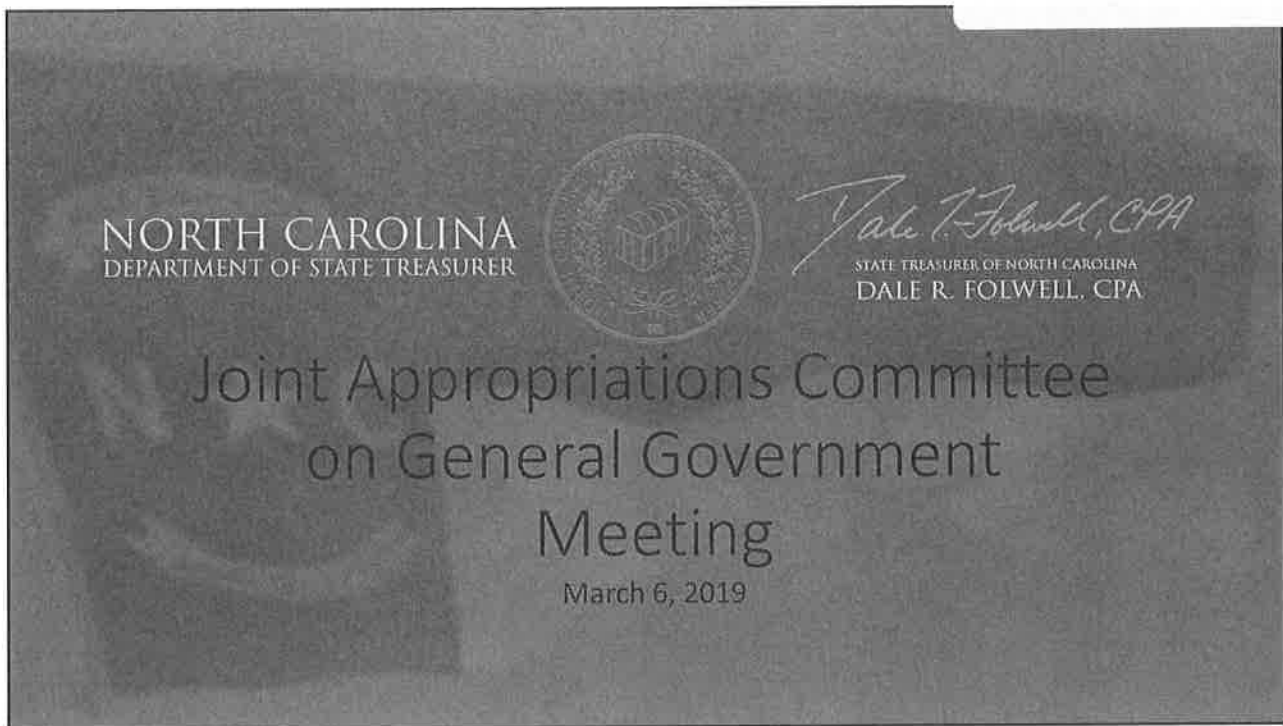 NORTH CAROLINA
DEPARTMENT OF STATE TREASURER
Dale R. Folwell, CPA
STATE TREASURER OF NORTH CAROLINA
DALE R. FOLWELL, CPA
Joint Appropriations Committee
on General Government
Meeting
March 6, 2019